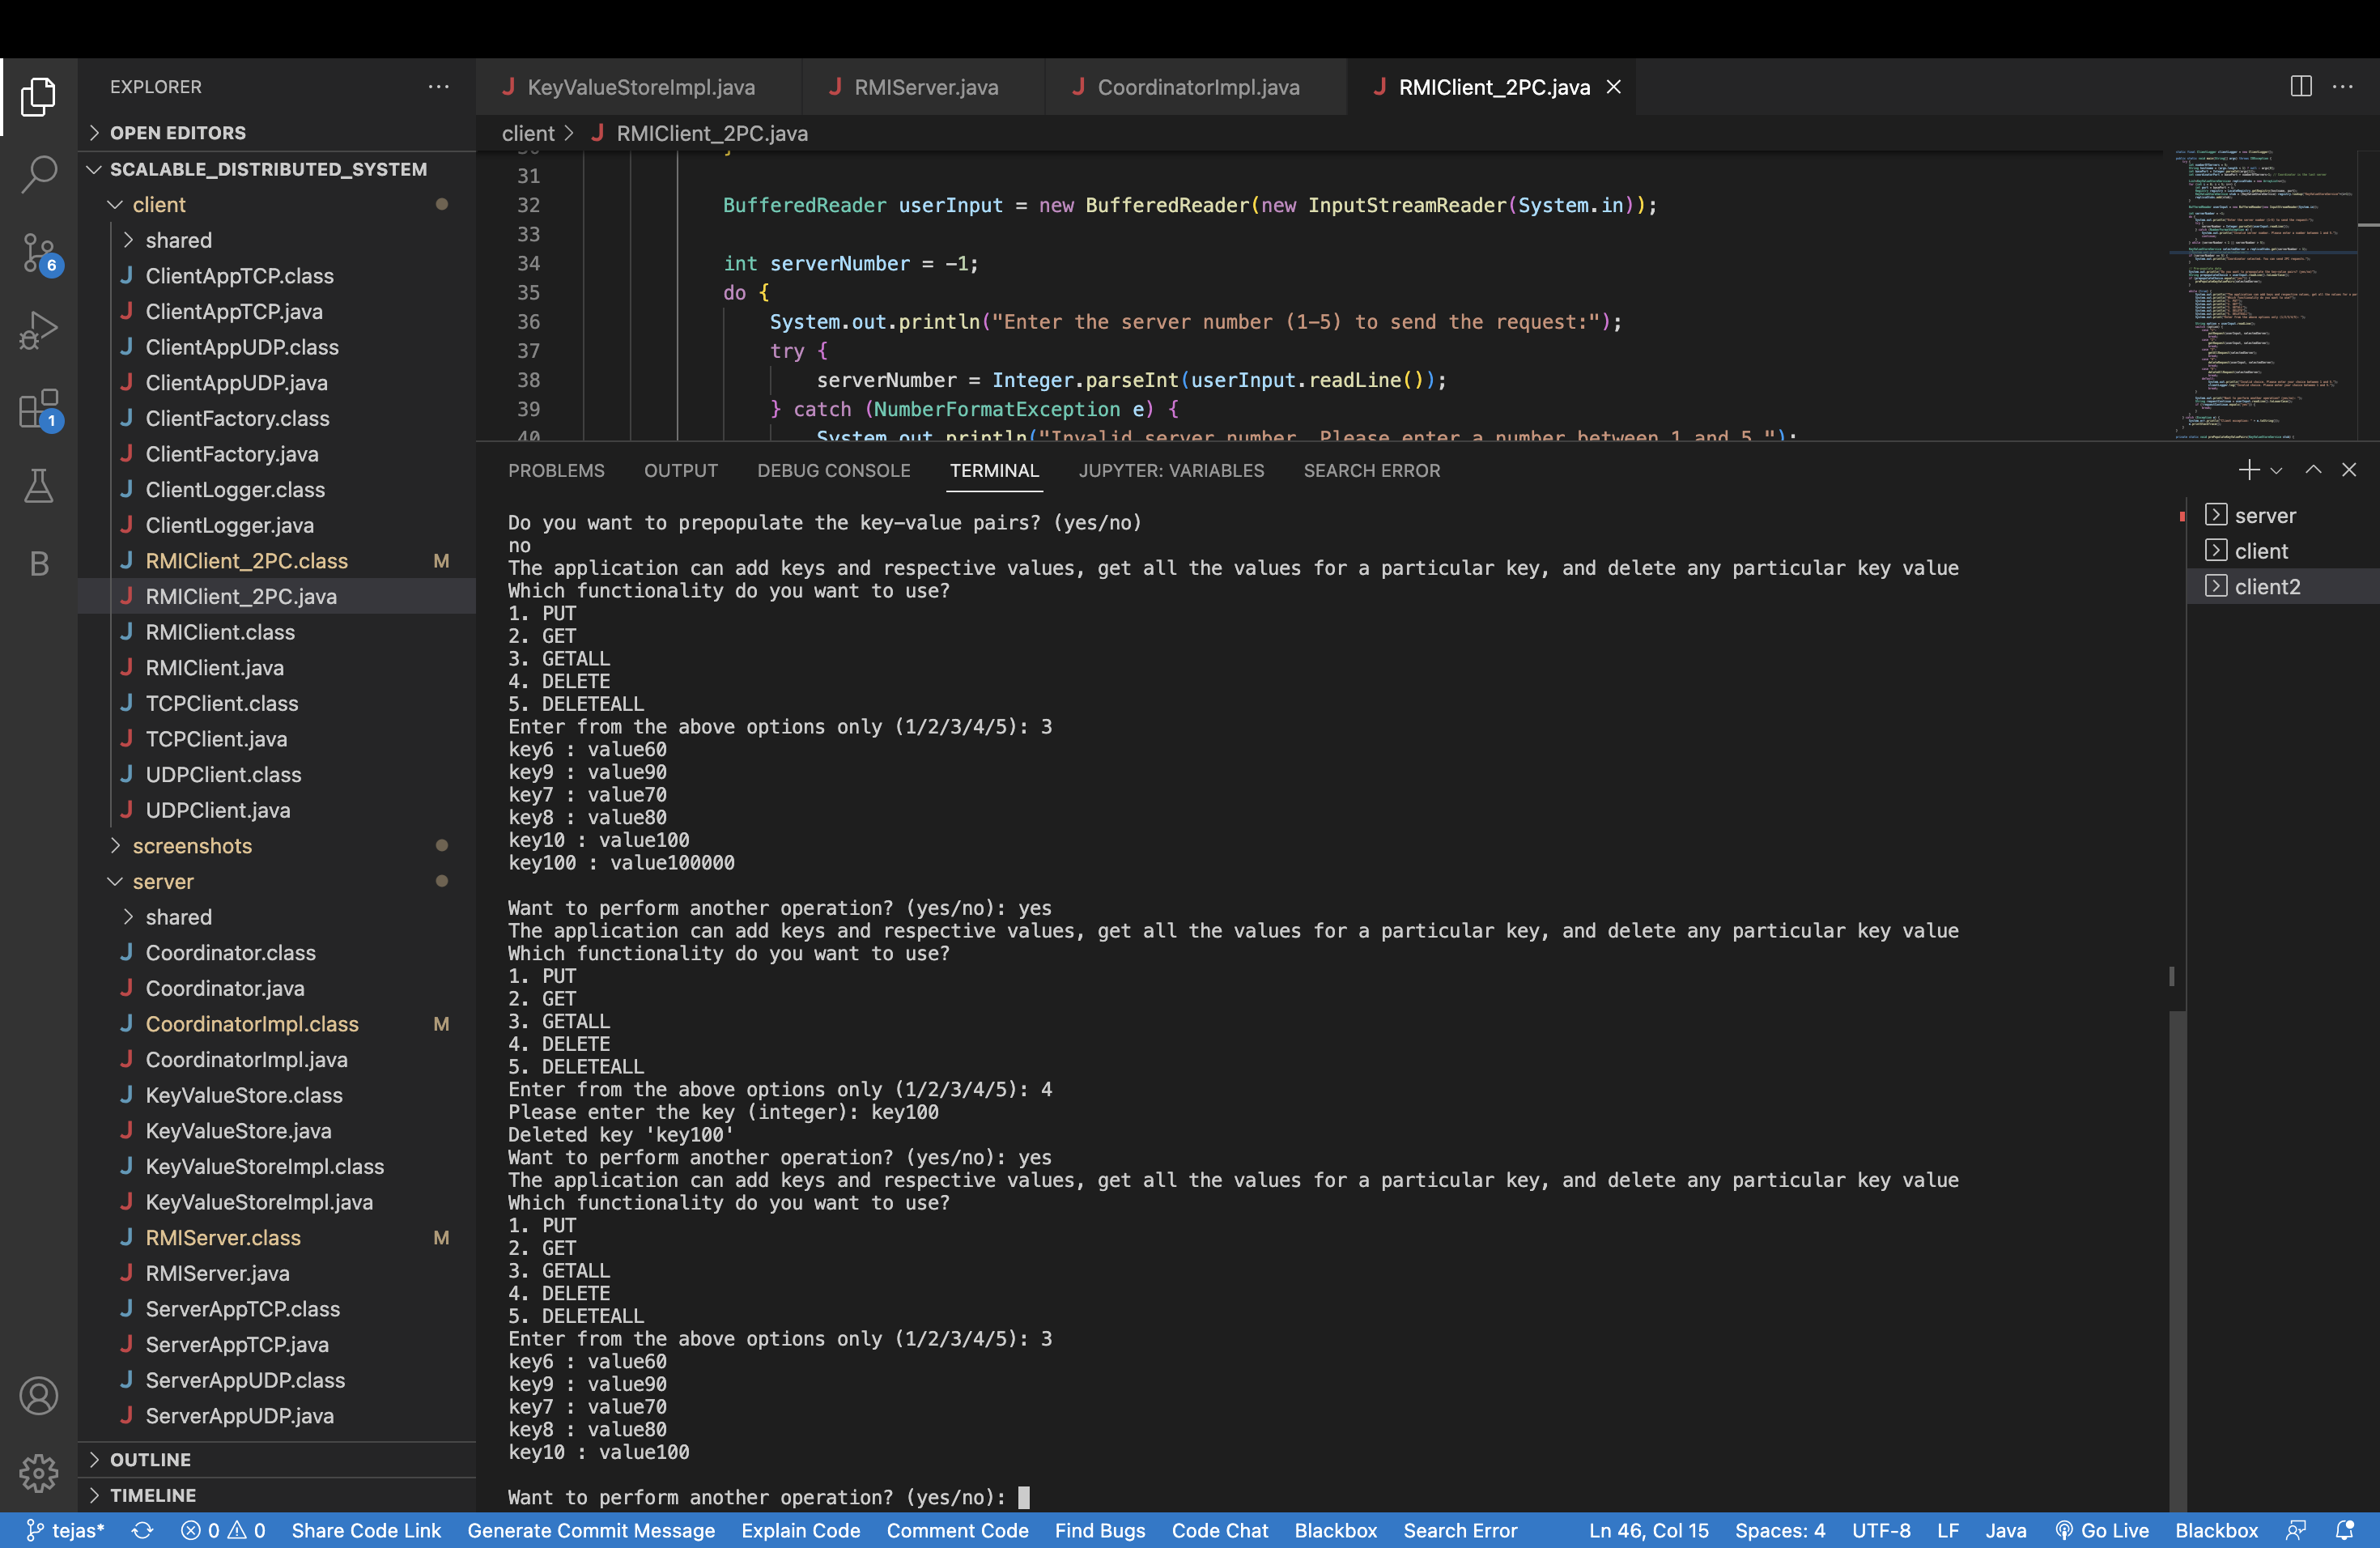 EXPLORER
OPEN EDITORS
SCALABLE_DISTRIBUTED_SYSTEM
client
shared
J ClientAppTCP.class
J ClientAppTCP.java
J ClientAppUDP.class
J ClientAppUDP.java
J ClientFactory.class
J ClientFactory.java
J ClientLogger.class
J ClientLogger.java
J RMIClient_2PC.class M
J RMIClient_2PC.java
J RMIClient.class
J RMIClient.java
J TCPClient.class
J TCPClient.java
J UDPClient.class
J UDPClient.java
screenshots
server
shared
J Coordinator.class
J Coordinator.java
J CoordinatorImpl.class M
J CoordinatorImpl.java
J KeyValueStore.class
J KeyValueStore.java
J KeyValueStoreImpl.class
J KeyValueStoreImpl.java
J RMIServer.class M
J RMIServer.java
J ServerAppTCP.class
J ServerAppTCP.java
J ServerAppUDP.class
J ServerAppUDP.java
OUTLINE
TIMELINE
6
1
B
J KeyValueStoreImpl.java J RMIServer.java J CoordinatorImpl.java J RMIClient_2PC.java
client > J RMIClient_2PC.java
30 }
31
32 BufferedReader userInput = new BufferedReader(new InputStreamReader(System.in));
33
34 int serverNumber = -1;
35 do {
36 System.out.println("Enter the server number (1-5) to send the request:");
37 try {
38 serverNumber = Integer.parseInt(userInput.readLine());
39 } catch (NumberFormatException e) {
40 System.out.println("Invalid server number. Please enter a number between 1 and 5.");
PROBLEMS OUTPUT DEBUG CONSOLE TERMINAL JUPYTER: VARIABLES SEARCH ERROR
Do you want to prepopulate the key-value pairs? (yes/no)
no
The application can add keys and respective values, get all the values for a particular key, and delete any particular key value
Which functionality do you want to use?
1. PUT
2. GET
3. GETALL
4. DELETE
5. DELETEALL
Enter from the above options only (1/2/3/4/5): 3
key6 : value60
key9 : value90
key7 : value70
key8 : value80
key10 : value100
key100 : value100000
Want to perform another operation? (yes/no): yes
The application can add keys and respective values, get all the values for a particular key, and delete any particular key value
Which functionality do you want to use?
1. PUT
2. GET
3. GETALL
4. DELETE
5. DELETEALL
Enter from the above options only (1/2/3/4/5): 4
Please enter the key (integer): key100
Deleted key 'key100'
Want to perform another operation? (yes/no): yes
The application can add keys and respective values, get all the values for a particular key, and delete any particular key value
Which functionality do you want to use?
1. PUT
2. GET
3. GETALL
4. DELETE
5. DELETEALL
Enter from the above options only (1/2/3/4/5): 3
key6 : value60
key9 : value90
key7 : value70
key8 : value80
key10 : value100
Want to perform another operation? (yes/no):
server
client
client2
tejas* 0 0 Share Code Link Generate Commit Message Explain Code Comment Code Find Bugs Code Chat Blackbox Search Error Ln 46, Col 15 Spaces: 4 UTF-8 LF Java Go Live Blackbox